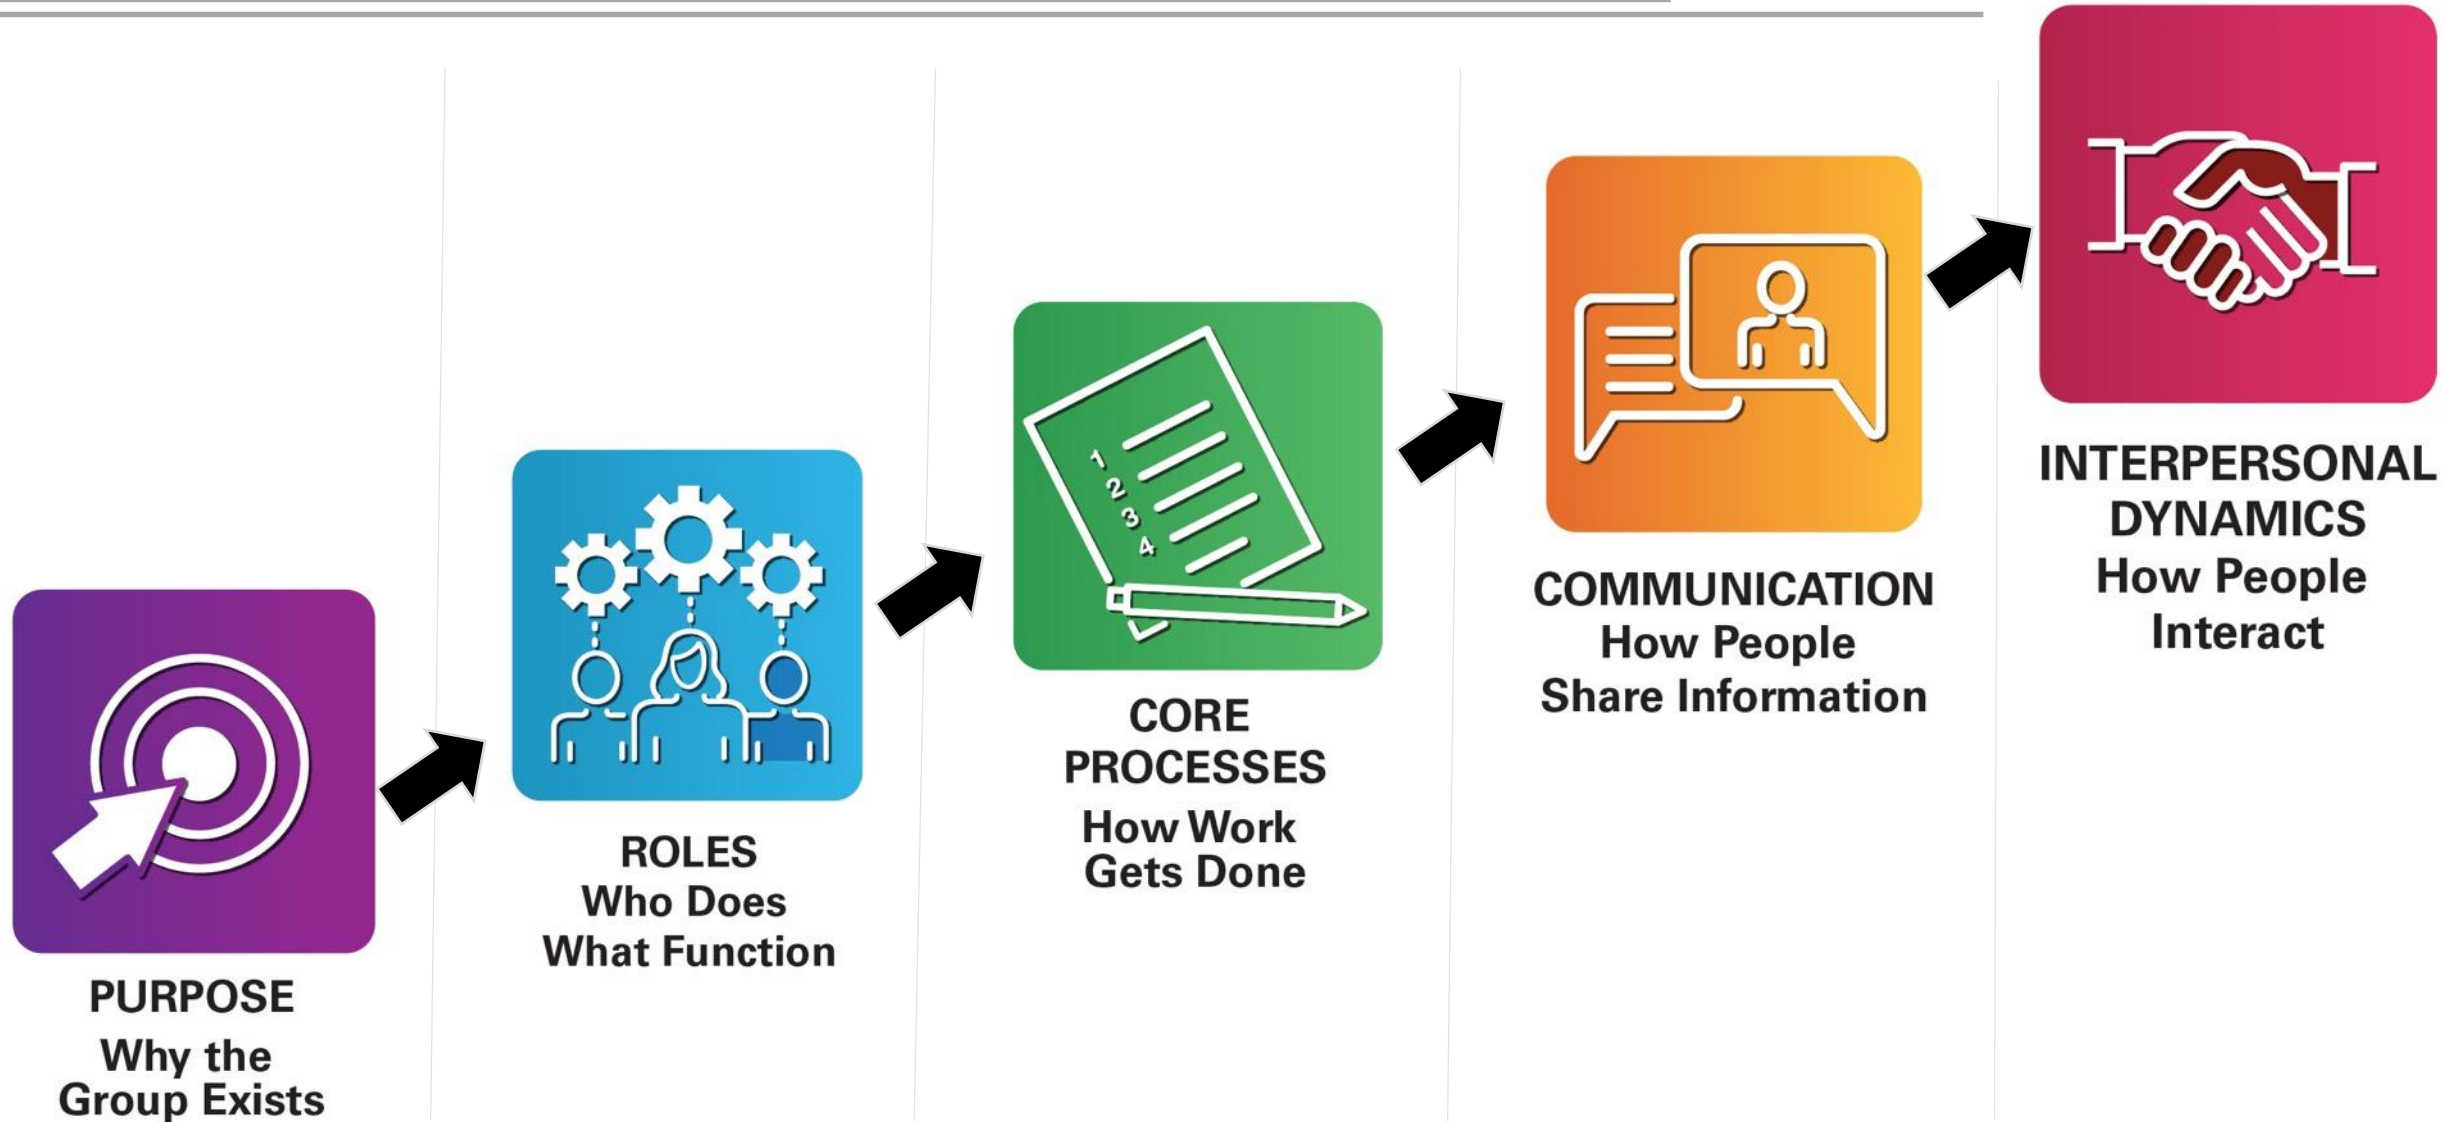 PURPOSE
Why the
Group Exists
ROLES
Who Does
What Function
1
2
3
4
CORE
PROCESSES
How Work
Gets Done
COMMUNICATION
How People
Share Information
INTERPERSONAL
DYNAMICS
How People
Interact